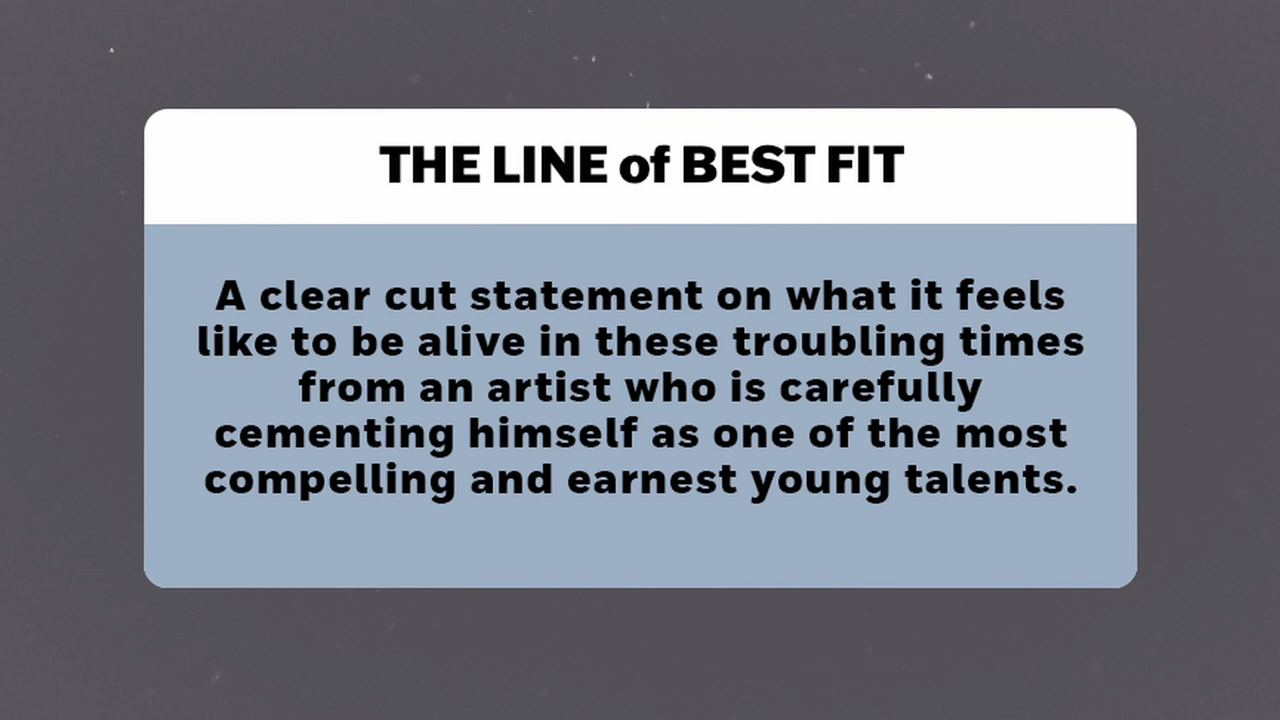 THE LINE of BEST FIT
A clear cut statement on what it feels
like to be alive in these troubling times
from an artist who is carefully
cementing himself as one of the most
compelling and earnest young talents.